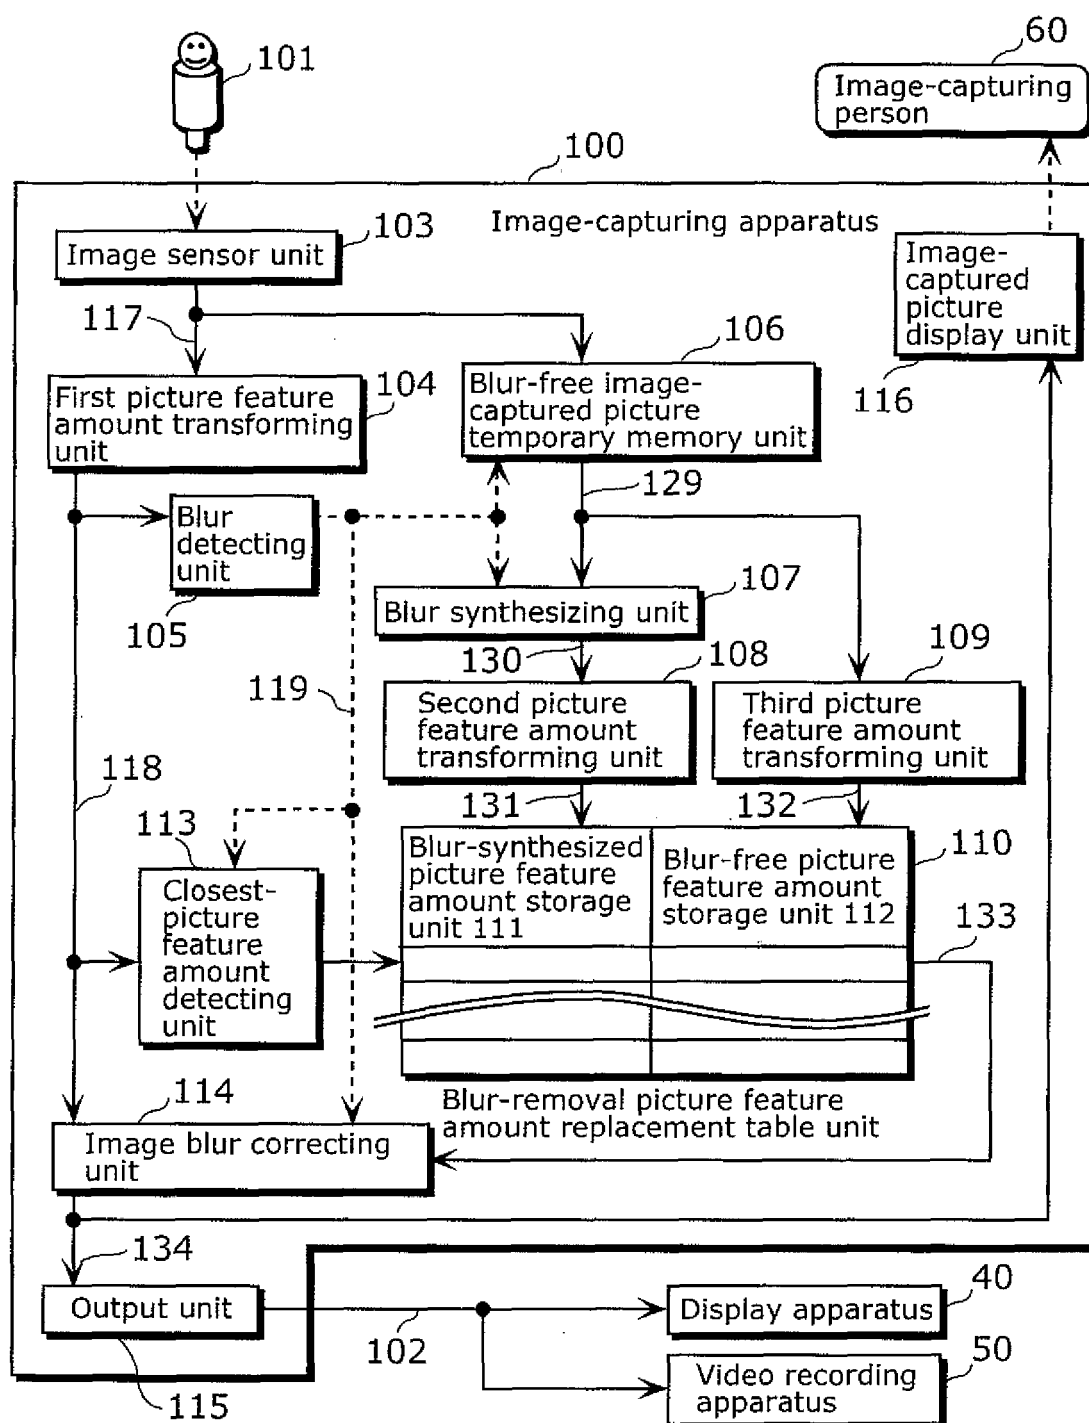 60
101
Image-capturing
person
100
Image-capturing apparatus
103
Image sensor unit
Image-
captured
picture
display unit
117
106
104
116
First picture feature
amount transforming
unit
Blur-free image-
captured picture
temporary memory unit
129
Blur
detecting
unit
107
105
Blur synthesizing unit
130
108
109
119
Second picture
feature amount
transforming unit
Third picture
feature amount
transforming unit
118
131
132
113
110
Blur-synthesized
picture feature
amount storage
unit 111
Blur-free picture
feature amount
storage unit 112
133
Closest-
picture
feature
amount
detecting
unit
114
Blur-removal picture feature
amount replacement table unit
Image blur correcting
unit
134
40
Output unit
Display apparatus
102
50
115
Video recording
apparatus